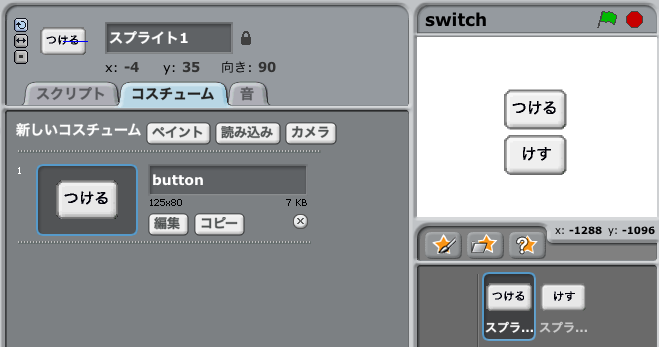 つける
スプライト1
x: -4 y: 35 向き: 90
スクリプト コスチューム 音
新しいコスチューム ペイント 読み込み カメラ
1
つける
button
125x80 7 KB
編集 コピー
switch
つける
けす
x: -1288 y: -1096
つける けす
スプラ... スプラ...